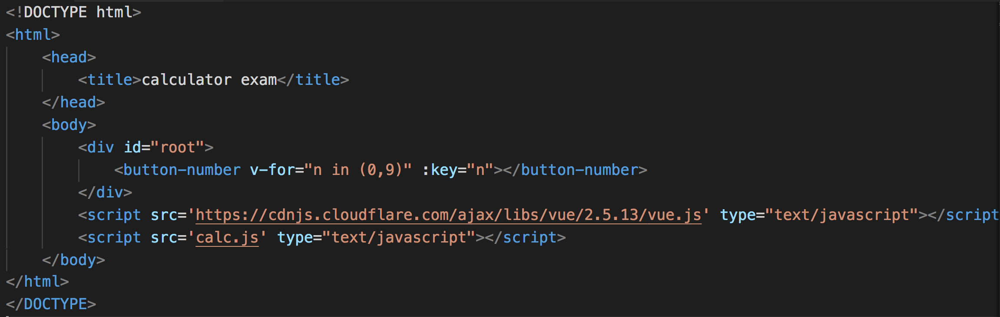 <!DOCTYPE html>
<html>
    <head>
        <title>calculator exam</title>
    </head>
    <body>
        <div id="root">
            <button-number v-for="n in (0,9)" :key="n"></button-number>
        </div>
        <script src='https://cdnjs.cloudflare.com/ajax/libs/vue/2.5.13/vue.js' type="text/javascript"></script
        <script src='calc.js' type="text/javascript"></script>
    </body>
</html>
</DOCTYPE>